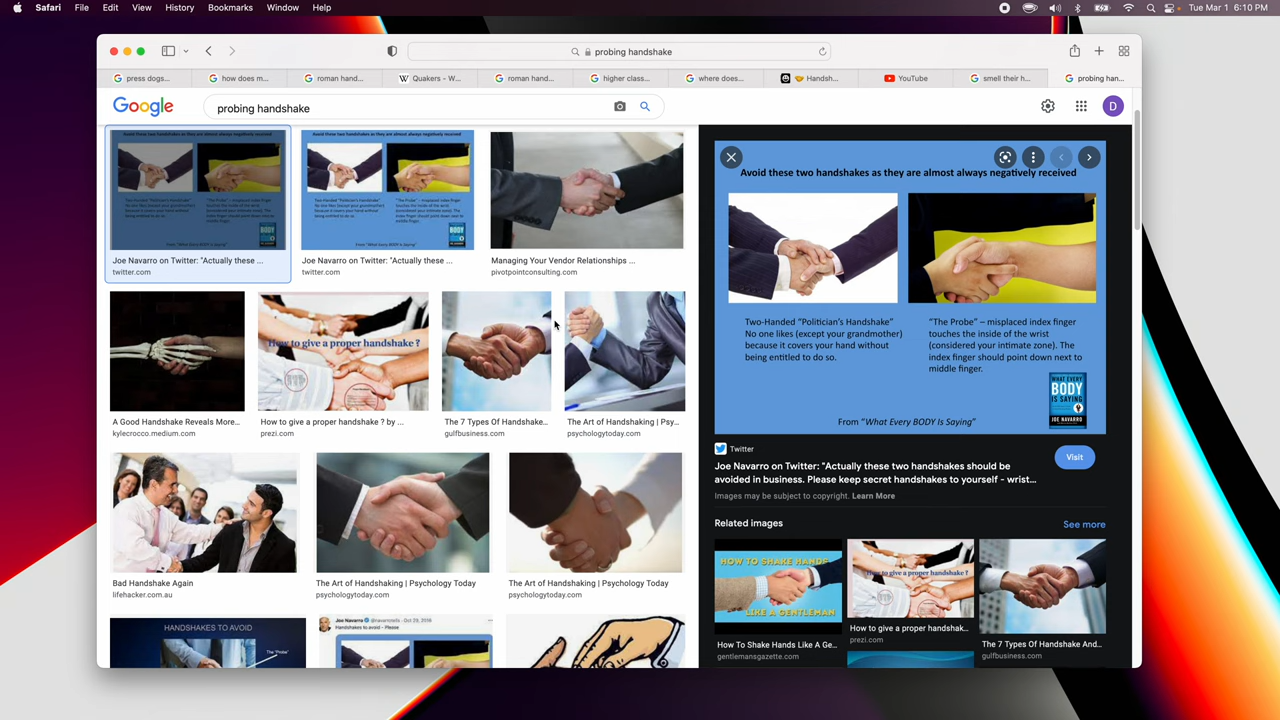 Safari File Edit View History Bookmarks Window Help Tue Mar 1 6:10 PM
probing handshake
press dogs... how does m... roman hand... Quakers - W... roman hand... higher class... where does... Handsh... YouTube smell their h... probing han...
Google probing handshake D
Joe Navarro on Twitter: "Actually these ...
twitter.com
Joe Navarro on Twitter: "Actually these ...
twitter.com
Managing Your Vendor Relationships ...
pivotpointconsulting.com
How to give a proper handshake ?
A Good Handshake Reveals More...
kylecrocco.medium.com
How to give a proper handshake ? by ...
prezi.com
The 7 Types Of Handshake...
gulfbusiness.com
The Art of Handshaking | Psy...
psychologytoday.com
Bad Handshake Again
lifehacker.com.au
The Art of Handshaking | Psychology Today
psychologytoday.com
The Art of Handshaking | Psychology Today
psychologytoday.com
HANDSHAKES TO AVOID
The "Probe"
Joe Navarro @navarrotells · Oct 29, 2019
Handshakes to avoid - Please
Avoid these two handshakes as they are almost always negatively received
Two-Handed "Politician's Handshake"
No one likes (except your grandmother)
because it covers your hand without
being entitled to do so.
"The Probe" – misplaced index finger
touches the inside of the wrist
(considered your intimate zone). The
index finger should point down next to
middle finger.
WHAT EVERY
BODY
IS SAYING
JOE NAVARRO
From "What Every BODY Is Saying"
Twitter
Visit
Joe Navarro on Twitter: "Actually these two handshakes should be
avoided in business. Please keep secret handshakes to yourself - wrist...
Images may be subject to copyright. Learn More
Related images See more
HOW TO SHAKE HANDS
LIKE A GENTLEMAN
How To Shake Hands Like A Ge...
gentlemansgazette.com
How to give a proper handshake ?
How to give a proper handshak...
prezi.com
The 7 Types Of Handshake And...
gulfbusiness.com